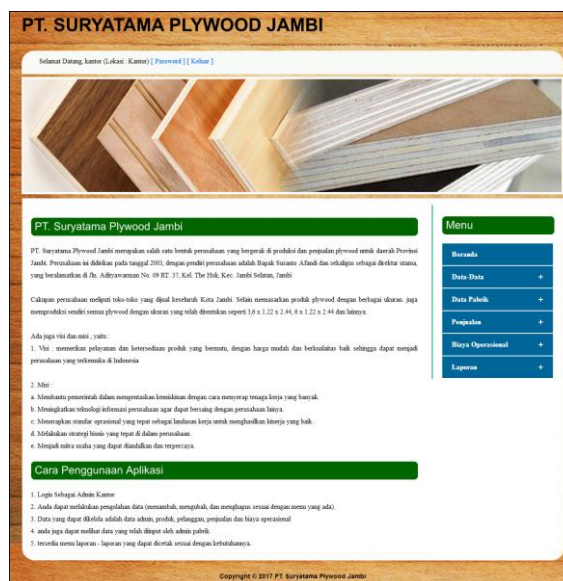 PT. SURYATAMA PLYWOOD JAMBI
Selamat Datang, kantor (Lokasi : Kantor) [ Password ] [ Keluar ]
PT. Suryatama Plywood Jambi
PT. Suryatama Plywood Jambi merupakan salah satu bentuk perusahaan yang bergerak di produksi dan penjualan plywood untuk daerah Provinsi
Jambi. Perusahaan ini didirikan pada tanggal 2003, dengan pendiri perusahaan adalah Bapak Susanto Afandi dan sekaligus sebagai direktur utama,
yang beralamatkan di Jln. Adityawarman No. 09 RT. 37, Kel. The Hok, Kec. Jambi Selatan, Jambi
Cakupan perusahaan meliputi toko-toko yang dijual keseluruh Kota Jambi. Selain memasarkan produk plywood dengan berbagai ukuran. juga
memproduksi sendiri semua plywood dengan ukuran yang telah ditentukan seperti 3,6 x 1.22 x 2.44, 6 x 1.22 x 2.44 dan lainnya.
Ada juga visi dan misi , yaitu :
1. Visi : memerikan pelayanan dan ketersediaan produk yang bermutu, dengan harga mudah dan berkualiatas baik sehingga dapat menjadi
perusahaan yang terkemuka di Indonesia
2. Misi :
a. Membantu pemerintah dalam mengentaskan kemiskinan dengan cara menyerap tenaga kerja yang banyak.
b. Meningkatkan teknologi informasi perusahaan agar dapat bersaing dengan perusahaan lainya.
c. Menerapkan standar oprasional yang tepat sebagai landasan kerja untuk menghasilkan kinerja yang baik.
d. Melakukan strategi bisnis yang tepat di dalam perusahaan.
e. Menjadi mitra usaha yang dapat diandalkan dan terpercaya.
Cara Penggunaan Aplikasi
1. Login Sebagai Admin Kantor
2. Anda dapat melakukan pengolahan data (menambah, mengubah, dan menghapus sesuai dengan menu yang ada)
3. Data yang dapat dikelola adalah data admin, produk, pelanggan, penjualan dan biaya operasional
4. anda juga dapat melihat data yang telah diinput oleh admin pabrik.
5. tersedia menu laporan - laporan yang dapat dicetak sesuai dengan kebutuhannya.
Menu
Beranda
Data-Data +
Data Pabrik +
Penjualan +
Biaya Operasional +
Laporan +
Copyright © 2017 PT. Suryatama Plywood Jambi